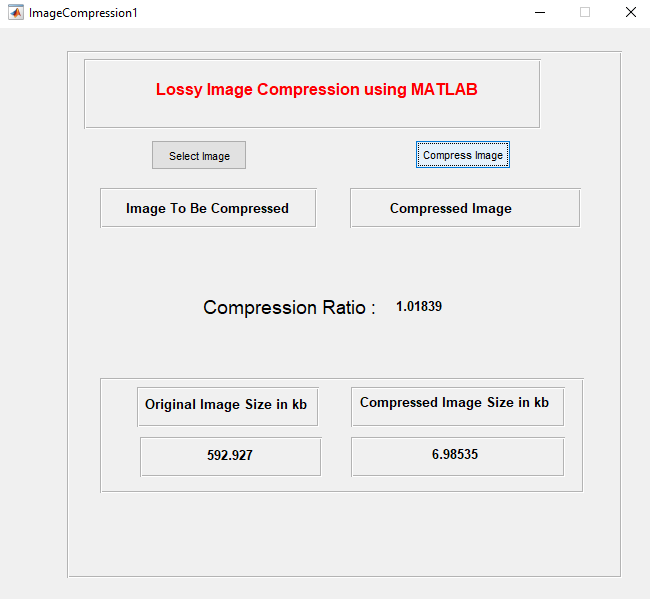 ImageCompression1
Lossy Image Compression using MATLAB
Select Image
Compress Image
Image To Be Compressed
Compressed Image
Compression Ratio :
1.01839
Original Image Size in kb
Compressed Image Size in kb
592.927
6.98535